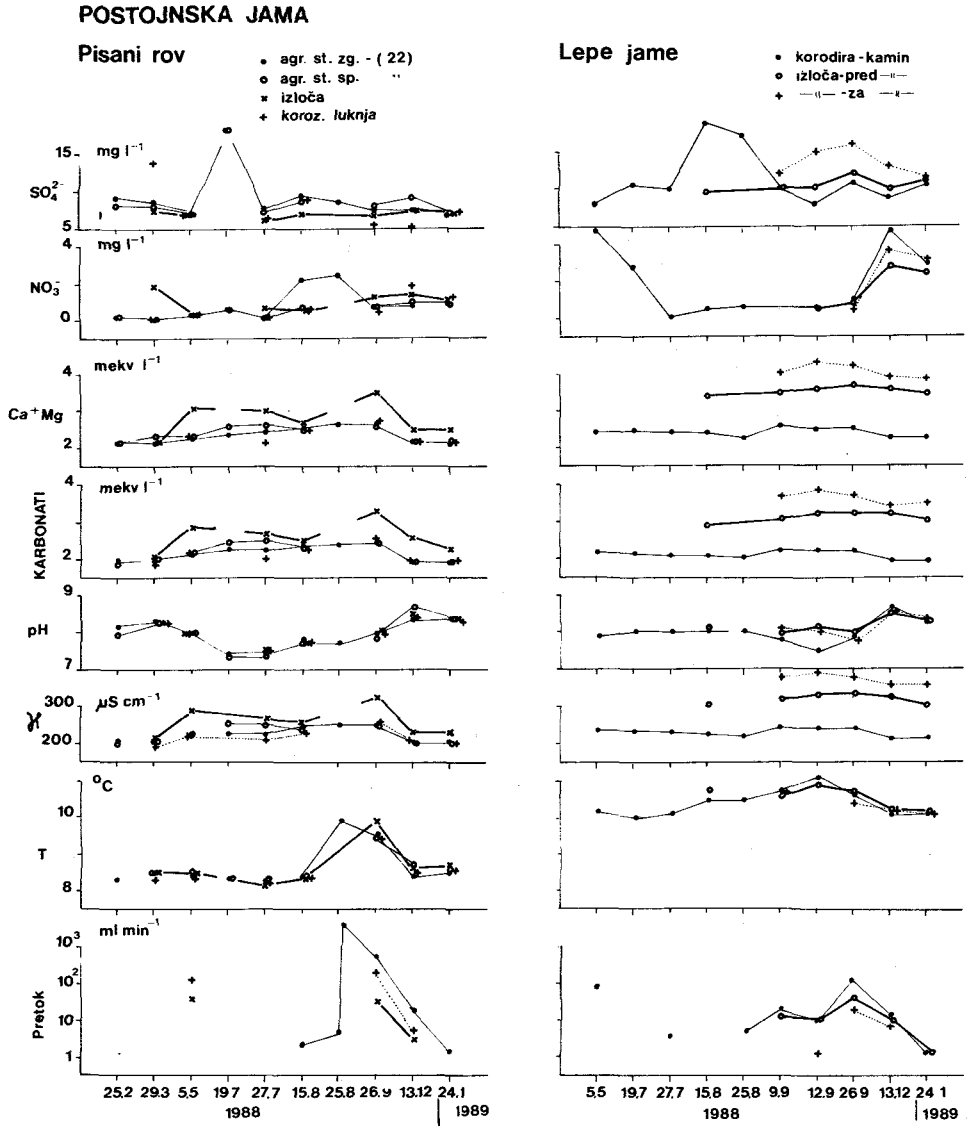 POSTOJNSKA JAMA
Pisani rov
• agr. st. zg. - (22)
o agr. st. sp. "
x izloča
+ koroz. luknja
Lepe jame
• korodira-kamin
o ižloča-pred —"—
+ —"— -za —"—
mg l⁻¹
15
SO₄²⁻
5
mg l⁻¹
4
NO₃⁻
0
mekv l⁻¹
4
Ca+Mg
2
mekv l⁻¹
4
KARBONATI
2
9
pH
7
µS cm⁻¹
300
ϰ
200
°C
10
T
8
ml min⁻¹
10³
10²
Pretok
10
1
25,2 29,3 5,5 19,7 27,7 15.8 25.8 26.9 13.12 24.1
1988 1989
5,5 19,7 27,7 15.8 25.8 9.9 12.9 26 9 13,12 24 1
1988 1989